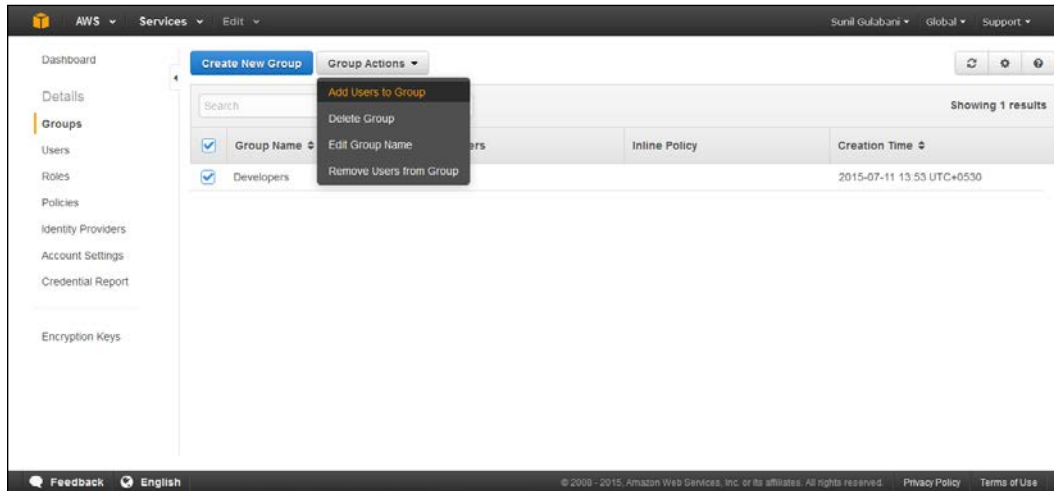 AWS Services Edit Sunil Gulabani Global Support
Dashboard
Details
Groups
Users
Roles
Policies
Identity Providers
Account Settings
Credential Report
Encryption Keys
Create New Group Group Actions
Add Users to Group
Delete Group
Edit Group Name
Remove Users from Group
Search Showing 1 results
Group Name ers Inline Policy Creation Time
Developers 2015-07-11 13:53 UTC+0530
Feedback English © 2008 - 2015, Amazon Web Services, Inc. or its affiliates. All rights reserved. Privacy Policy Terms of Use